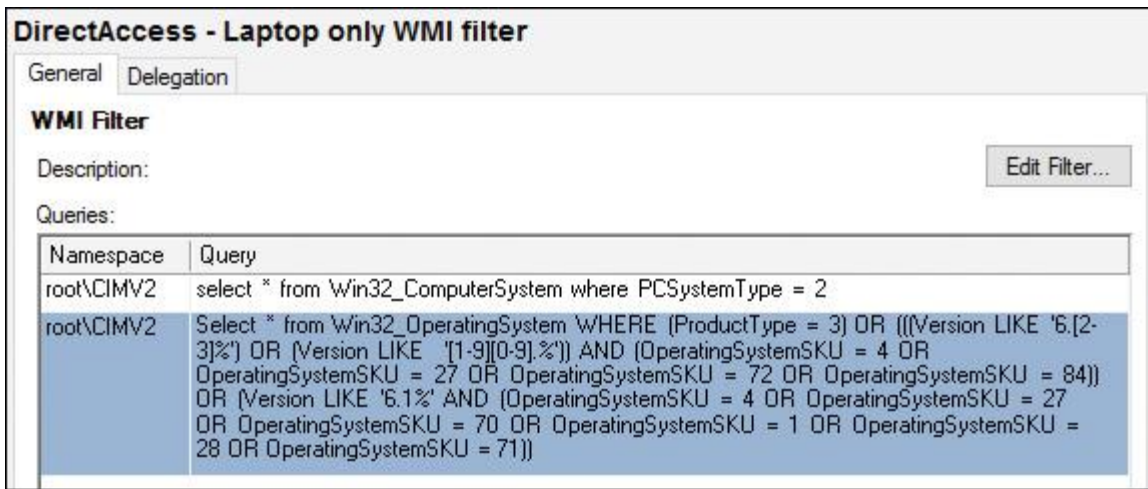 DirectAccess - Laptop only WMI filter
General Delegation
WMI Filter
Description:
Edit Filter...
Queries:
Namespace Query
root\CIMV2 select * from Win32_ComputerSystem where PCSystemType = 2
root\CIMV2 Select * from Win32_OperatingSystem WHERE (ProductType = 3) OR (((Version LIKE '6.[2-
3]%') OR (Version LIKE '[1-9][0-9].%')) AND (OperatingSystemSKU = 4 OR
OperatingSystemSKU = 27 OR OperatingSystemSKU = 72 OR OperatingSystemSKU = 84))
OR (Version LIKE '6.1%' AND (OperatingSystemSKU = 4 OR OperatingSystemSKU = 27
OR OperatingSystemSKU = 70 OR OperatingSystemSKU = 1 OR OperatingSystemSKU =
28 OR OperatingSystemSKU = 71))